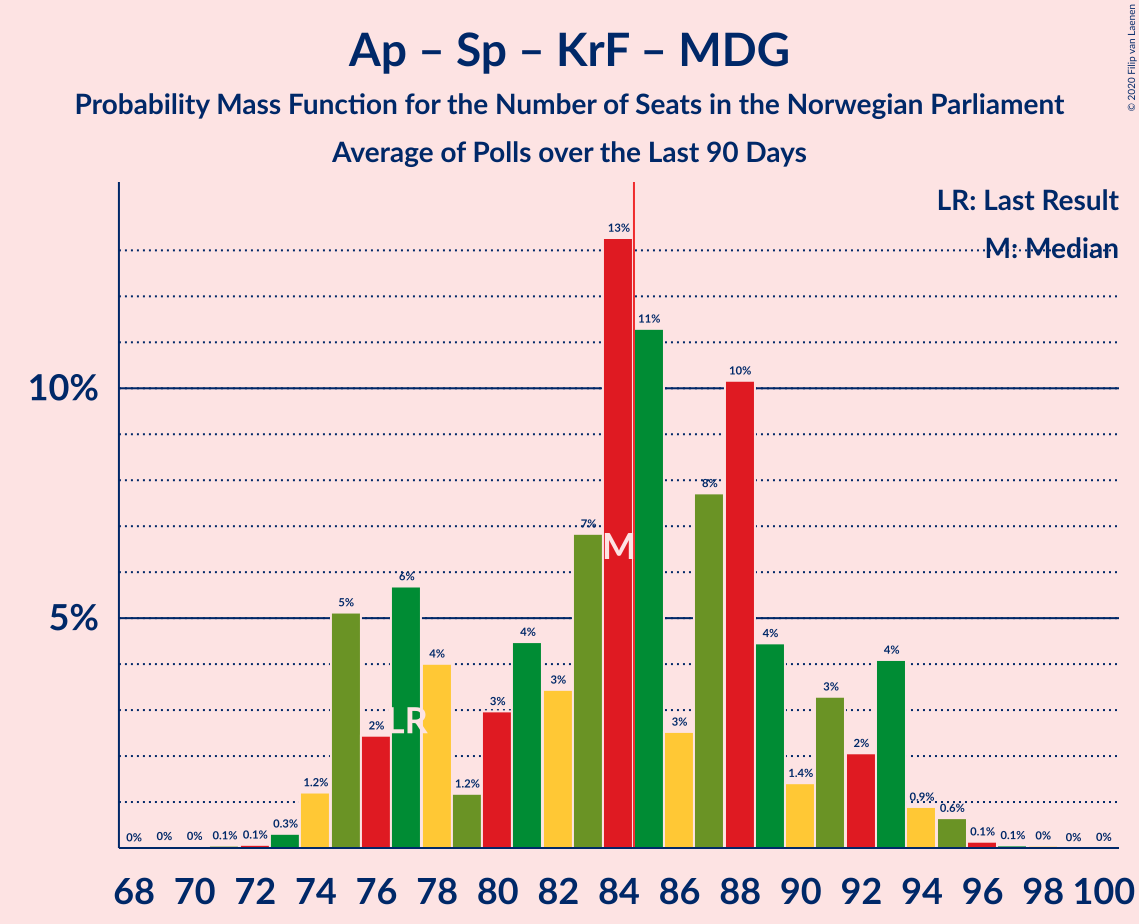 © 2020 Filip van Laenen
Ap – Sp – KrF – MDG
Probability Mass Function for the Number of Seats in the Norwegian Parliament
Average of Polls over the Last 90 Days
LR: Last Result
M: Median
10%
5%
0% 0% 0% 0.1% 0.1% 0.3% 1.2% 5% 2% 6% 4% 1.2% 3% 4% 3% 7% 13% 11% 3% 8% 10% 4% 1.4% 3% 2% 4% 0.9% 0.6% 0.1% 0.1% 0% 0% 0%
M
LR
68 70 72 74 76 78 80 82 84 86 88 90 92 94 96 98 100